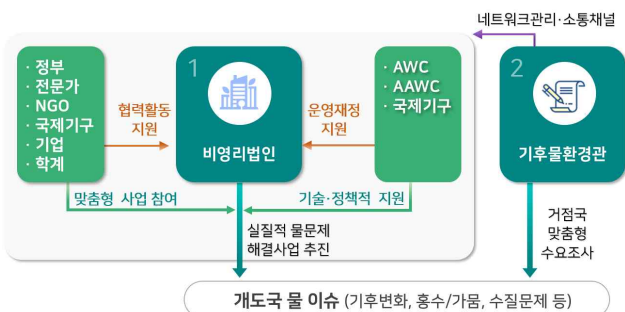 네트워크관리·소통채널
· 정부
· 전문가
· NGO
· 국제기구
· 기업
· 학계
협력활동
지원
1
비영리법인
운영재정
지원
· AWC
· AAWC
· 국제기구
2
기후물환경관
맞춤형 사업 참여
기술·정책적 지원
실질적 물문제
해결사업 추진
거점국
맞춤형
수요조사
개도국 물 이슈 (기후변화, 홍수/가뭄, 수질문제 등)